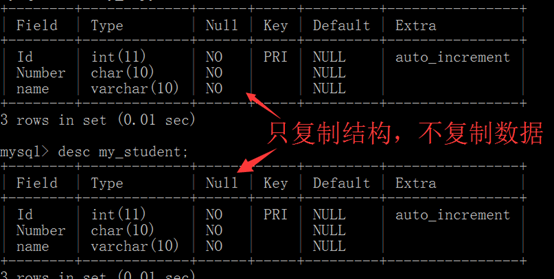 | Field | Type | Null | Key | Default | Extra |
| Id | int(11) | NO | PRI | NULL | auto_increment |
| Number | char(10) | NO | | NULL | |
| name | varchar(10) | NO | | NULL | |
3 rows in set (0.01 sec)
只复制结构，不复制数据
mysql> desc my_student;
| Field | Type | Null | Key | Default | Extra |
| Id | int(11) | NO | PRI | NULL | auto_increment |
| Number | char(10) | NO | | NULL | |
| name | varchar(10) | NO | | NULL | |
3 rows in set (0.01 sec)